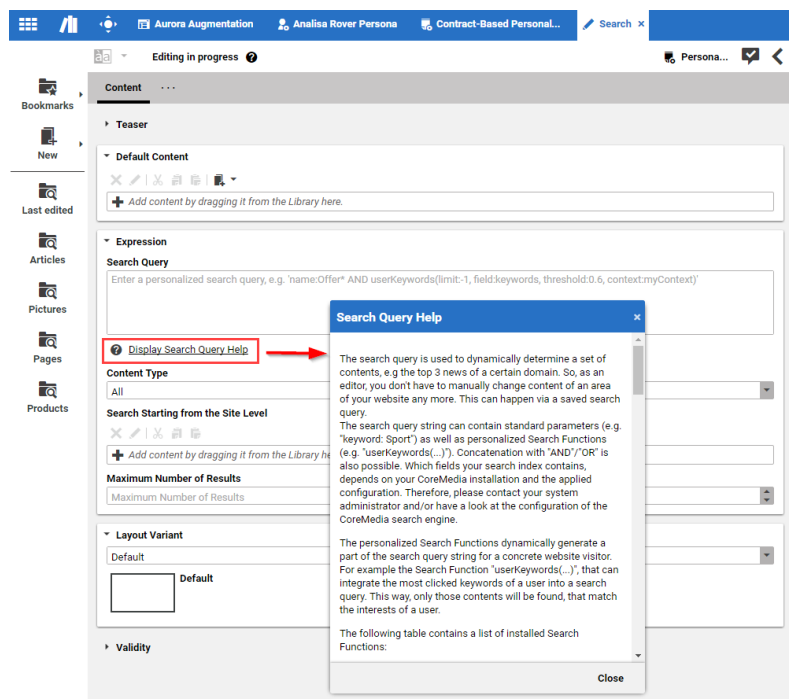 Aurora Augmentation
Analisa Rover Persona
Contract-Based Personal...
Search ×
Editing in progress
Persona...
Content ...
Bookmarks
New
Last edited
Articles
Pictures
Pages
Products
Teaser
Default Content
Add content by dragging it from the Library here.
Expression
Search Query
Enter a personalized search query, e.g. 'name:Offer* AND userKeywords(limit:-1, field:keywords, threshold:0.6, context:myContext)'
Display Search Query Help
Content Type
All
Search Starting from the Site Level
Add content by dragging it from the Library he
Maximum Number of Results
Maximum Number of Results
Layout Variant
Default
Default
Validity
Search Query Help ×
The search query is used to dynamically determine a set of
contents, e.g the top 3 news of a certain domain. So, as an
editor, you don't have to manually change content of an area
of your website any more. This can happen via a saved search
query.
The search query string can contain standard parameters (e.g.
"keyword: Sport") as well as personalized Search Functions
(e.g. "userKeywords(...)"). Concatenation with "AND"/"OR" is
also possible. Which fields your search index contains,
depends on your CoreMedia installation and the applied
configuration. Therefore, please contact your system
administrator and/or have a look at the configuration of the
CoreMedia search engine.
The personalized Search Functions dynamically generate a
part of the search query string for a concrete website visitor.
For example the Search Function "userKeywords(...)", that can
integrate the most clicked keywords of a user into a search
query. This way, only those contents will be found, that match
the interests of a user.
The following table contains a list of installed Search
Functions:
Close